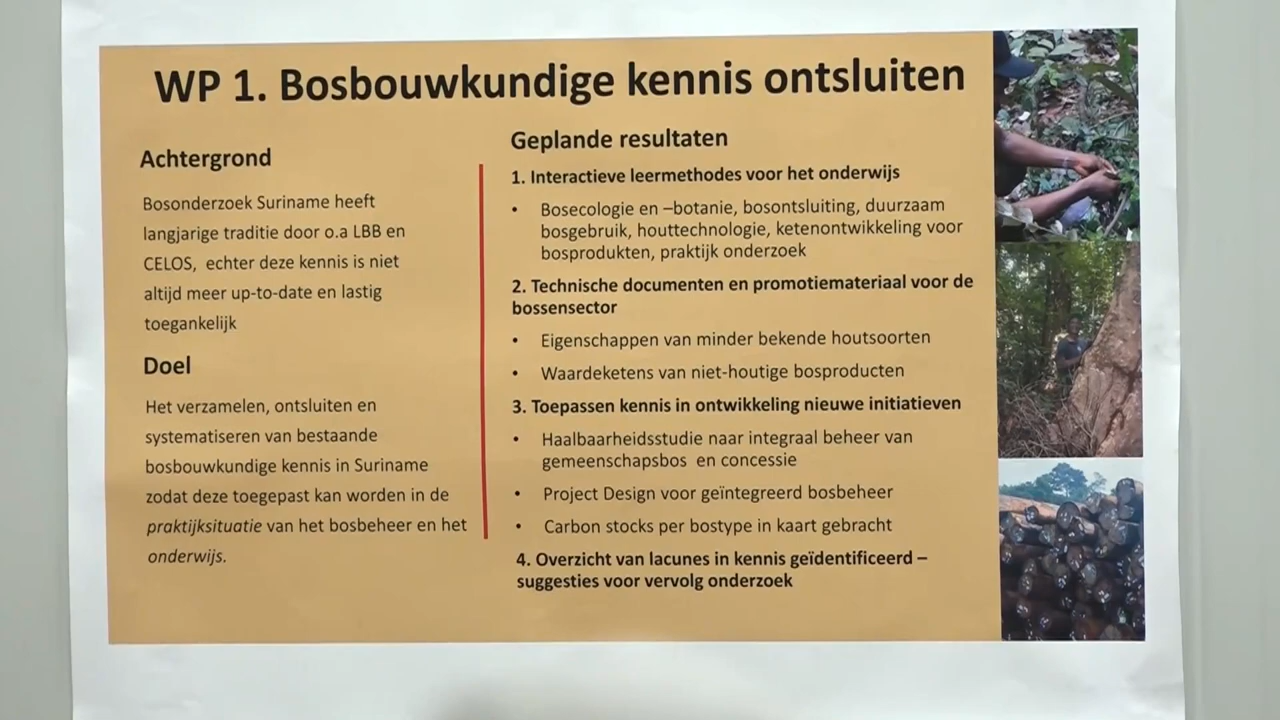 WP 1. Bosbouwkundige kennis ontsluiten
Achtergrond
Bosonderzoek Suriname heeft
langjarige traditie door o.a LBB en
CELOS, echter deze kennis is niet
altijd meer up-to-date en lastig
toegankelijk
Doel
Het verzamelen, ontsluiten en
systematiseren van bestaande
bosbouwkundige kennis in Suriname
zodat deze toegepast kan worden in de
praktijksituatie van het bosbeheer en het
onderwijs.
Geplande resultaten
1. Interactieve leermethodes voor het onderwijs
• Bosecologie en –botanie, bosontsluiting, duurzaam
bosgebruik, houttechnologie, ketenontwikkeling voor
bosprodukten, praktijk onderzoek
2. Technische documenten en promotiemateriaal voor de
bossensector
• Eigenschappen van minder bekende houtsoorten
• Waardeketens van niet-houtige bosproducten
3. Toepassen kennis in ontwikkeling nieuwe initiatieven
• Haalbaarheidsstudie naar integraal beheer van
gemeenschapsbos en concessie
• Project Design voor geïntegreerd bosbeheer
• Carbon stocks per bostype in kaart gebracht
4. Overzicht van lacunes in kennis geïdentificeerd –
suggesties voor vervolg onderzoek